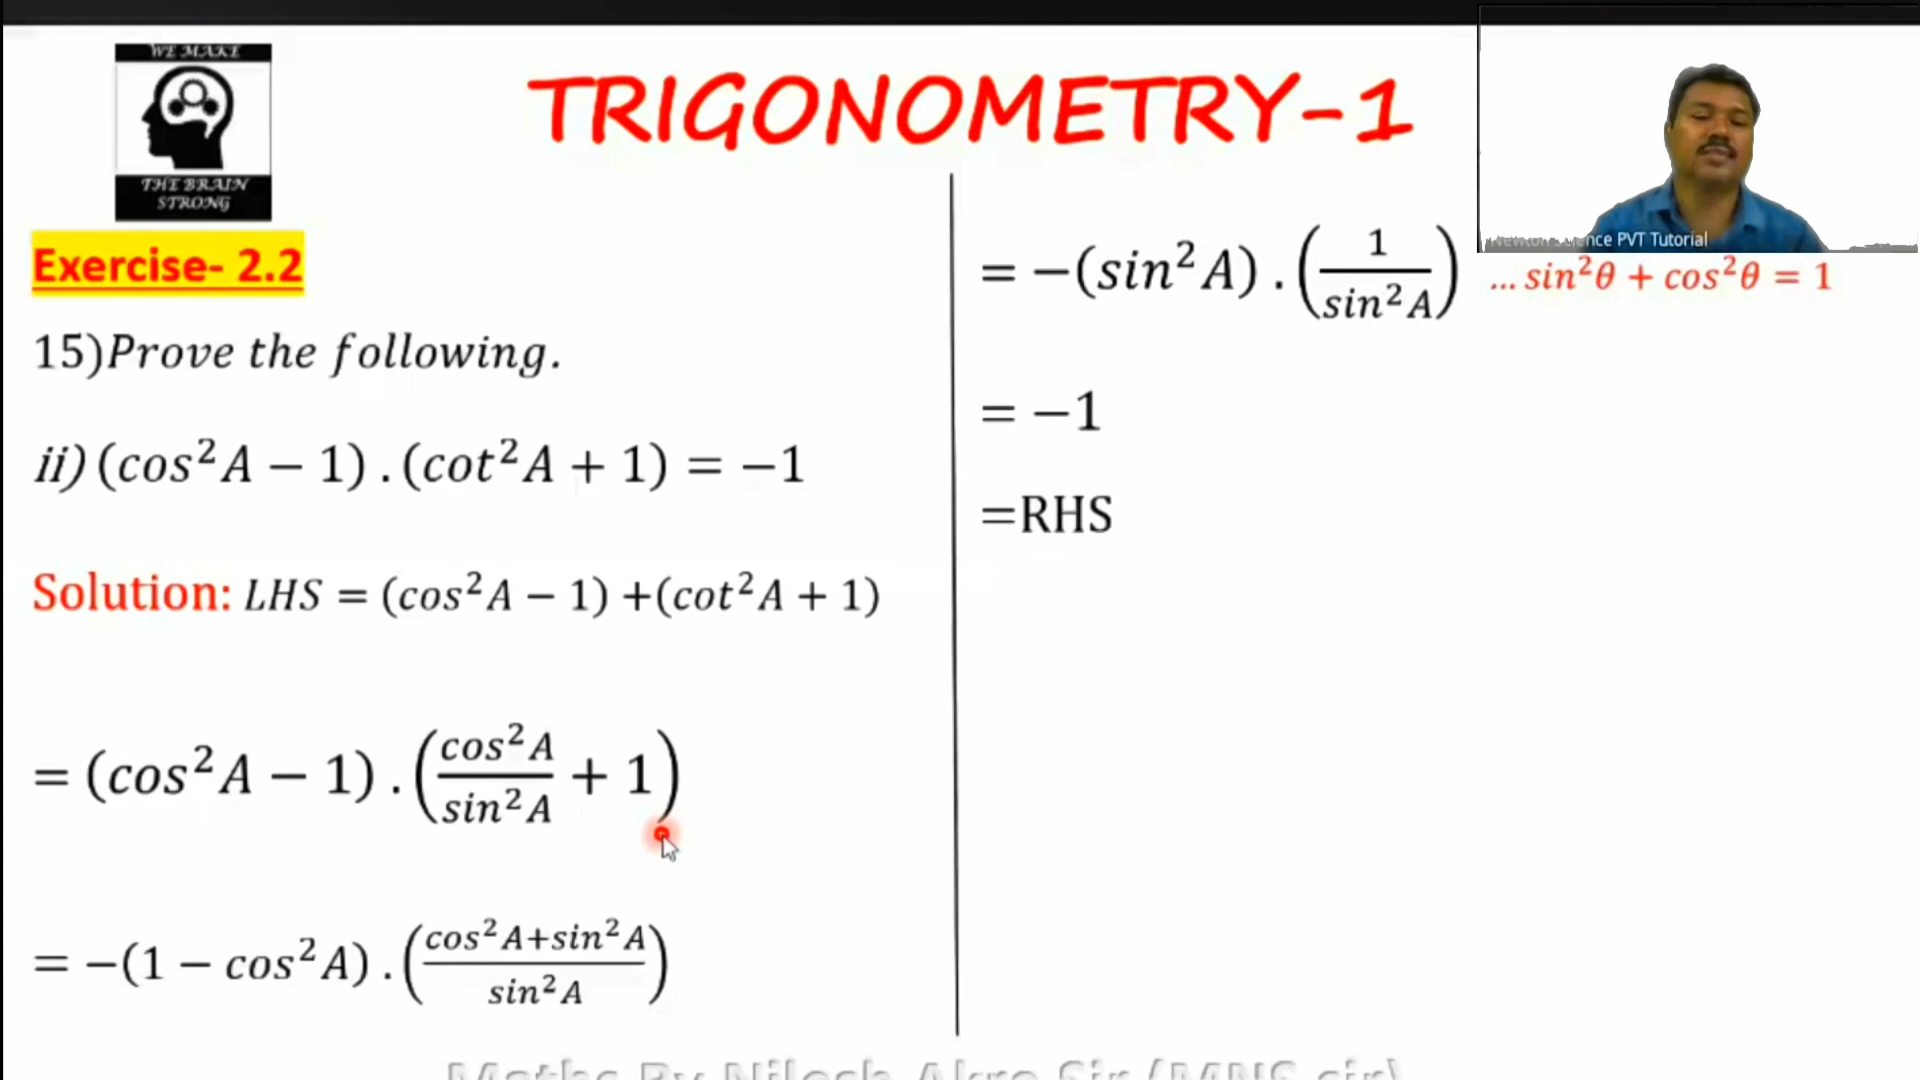 WE MAKE
THE BRAIN
STRONG
TRIGONOMETRY-1
ence PVT Tutorial
Exercise- 2.2
15)Prove the following.
ii) (cos²A − 1) . (cot²A + 1) = −1
Solution: LHS = (cos²A − 1) +(cot²A + 1)
= (cos²A − 1) . (cos²A/sin²A + 1)
= −(1 − cos²A) . (cos²A+sin²A/sin²A)
= −(sin²A) . (1/sin²A) ... sin²θ + cos²θ = 1
= −1
=RHS
Maths By Nilesh Akre Sir (MNS sir)